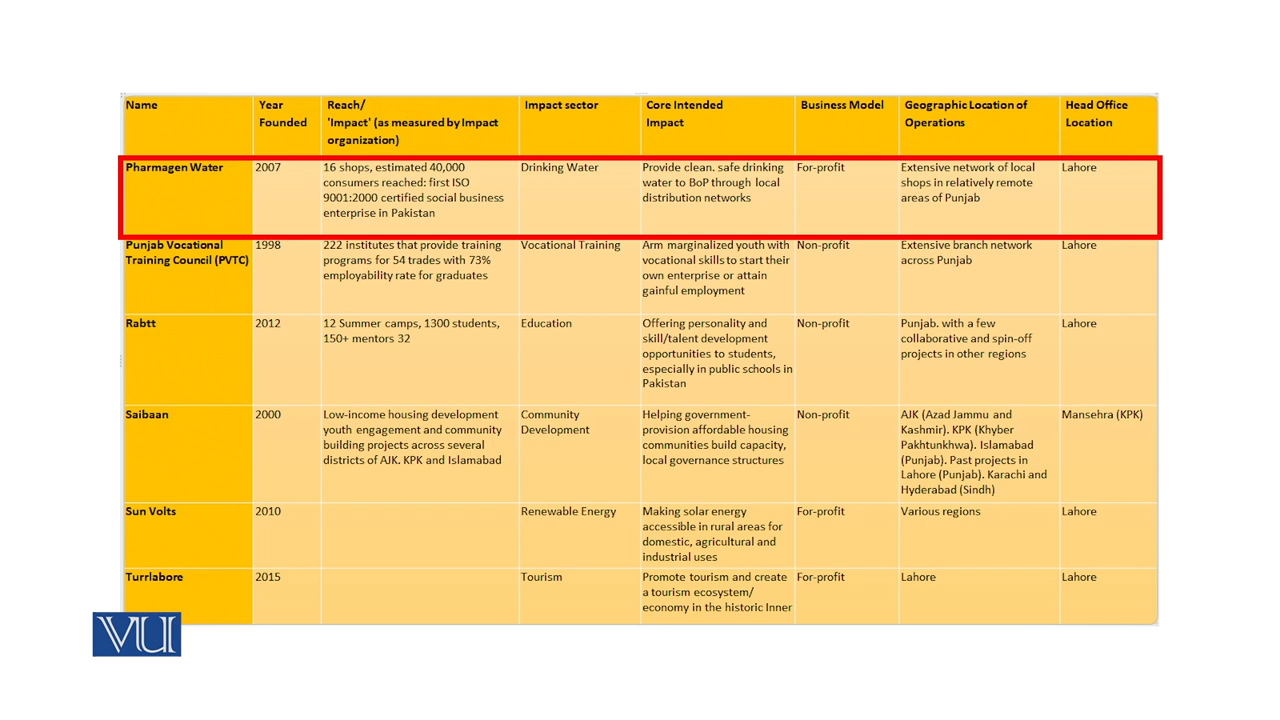 Name
Year
Founded
Reach/
'Impact' (as measured by Impact
organization)
Impact sector
Core Intended
Impact
Business Model
Geographic Location of
Operations
Head Office
Location
Pharmagen Water
2007
16 shops, estimated 40,000
consumers reached: first ISO
9001:2000 certified social business
enterprise in Pakistan
Drinking Water
Provide clean. safe drinking
water to BoP through local
distribution networks
For-profit
Extensive network of local
shops in relatively remote
areas of Punjab
Lahore
Punjab Vocational
Training Council (PVTC)
1998
222 institutes that provide training
programs for 54 trades with 73%
employability rate for graduates
Vocational Training
Arm marginalized youth with
vocational skills to start their
own enterprise or attain
gainful employment
Non-profit
Extensive branch network
across Punjab
Lahore
Rabtt
2012
12 Summer camps, 1300 students,
150+ mentors 32
Education
Offering personality and
skill/talent development
opportunities to students,
especially in public schools in
Pakistan
Non-profit
Punjab. with a few
collaborative and spin-off
projects in other regions
Lahore
Saibaan
2000
Low-income housing development
youth engagement and community
building projects across several
districts of AJK. KPK and Islamabad
Community
Development
Helping government-
provision affordable housing
communities build capacity,
local governance structures
Non-profit
AJK (Azad Jammu and
Kashmir). KPK (Khyber
Pakhtunkhwa). Islamabad
(Punjab). Past projects in
Lahore (Punjab). Karachi and
Hyderabad (Sindh)
Mansehra (KPK)
Sun Volts
2010
Renewable Energy
Making solar energy
accessible in rural areas for
domestic, agricultural and
industrial uses
For-profit
Various regions
Lahore
Turrlabore
2015
Tourism
Promote tourism and create
a tourism ecosystem/
economy in the historic Inner
For-profit
Lahore
Lahore
VU